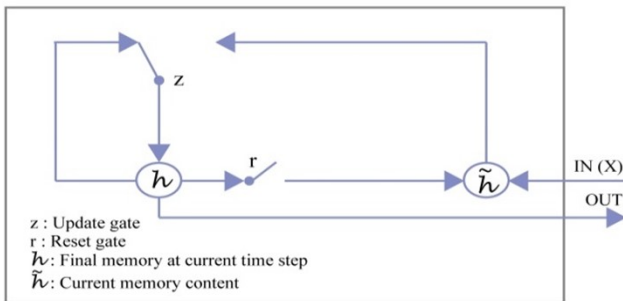 z
r
h
h̃
IN (X)
OUT
z : Update gate
r : Reset gate
h : Final memory at current time step
h̃ : Current memory content